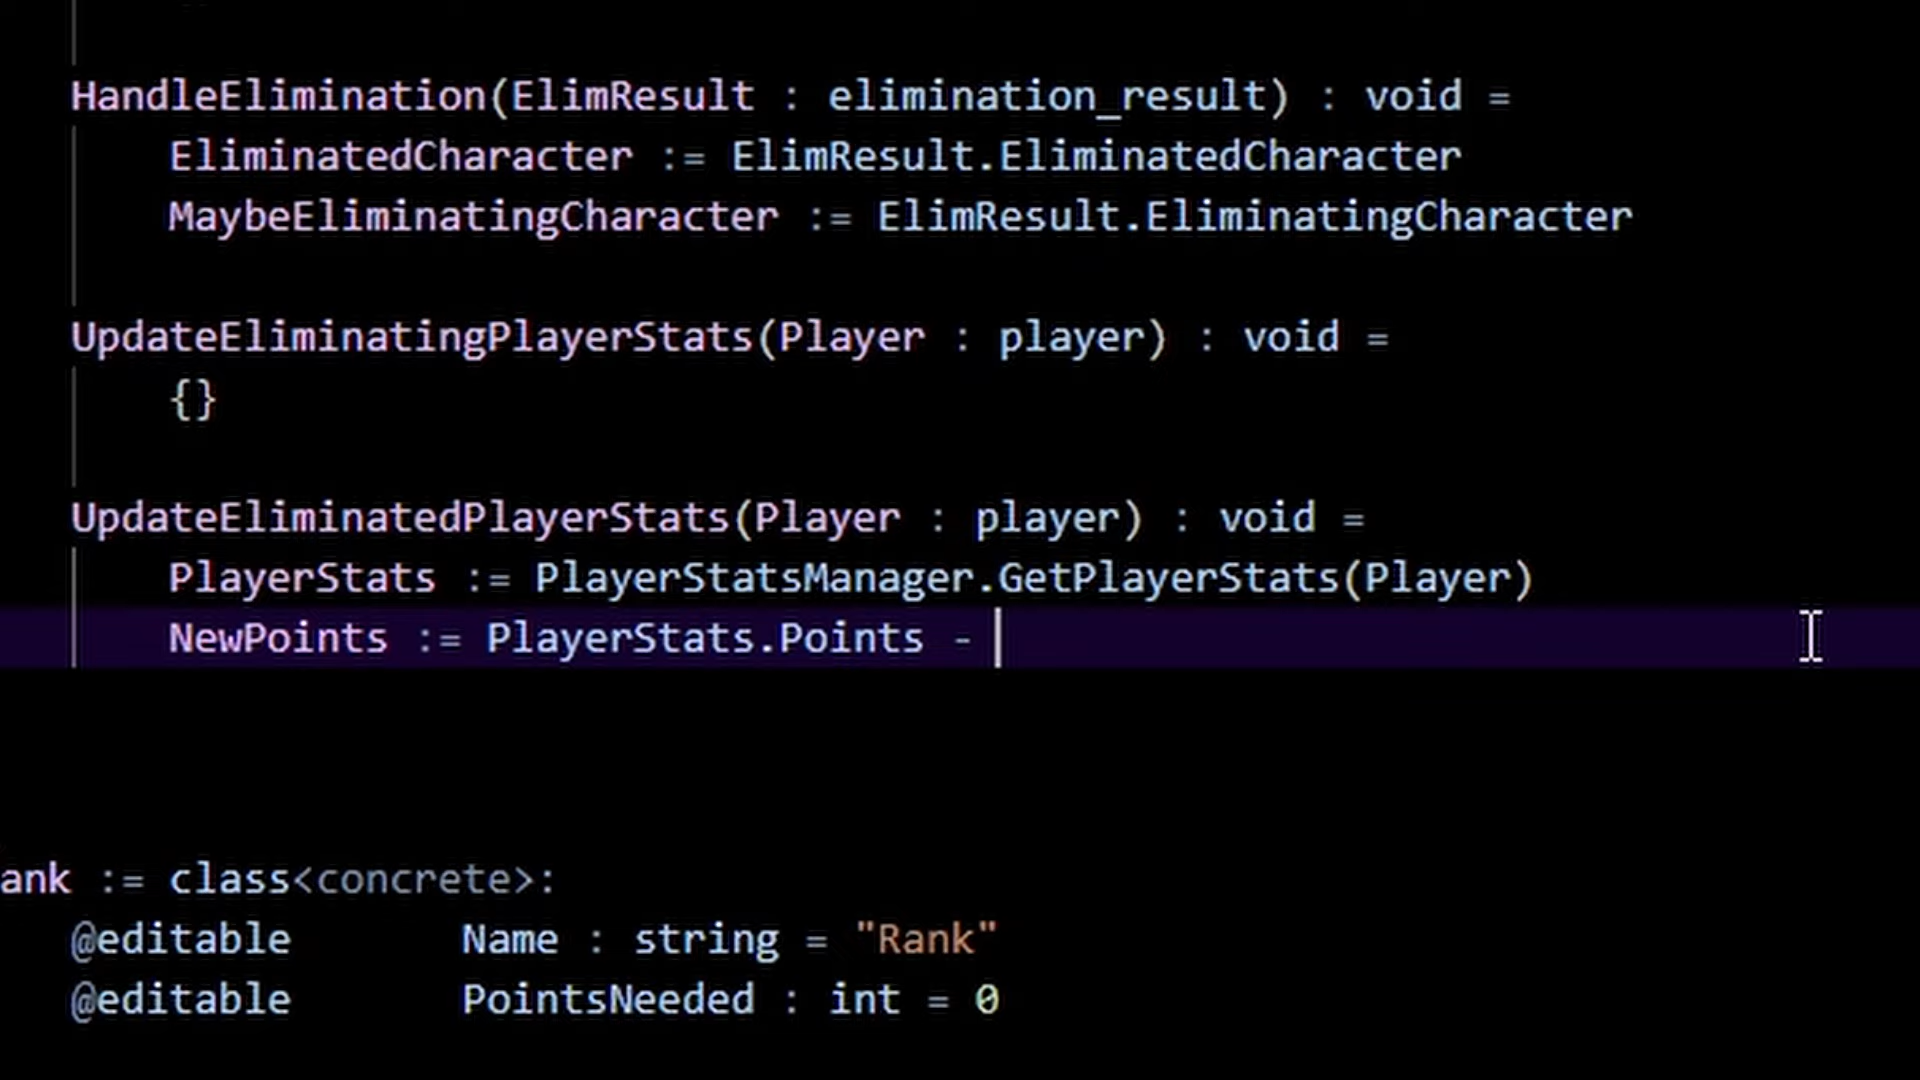 HandleElimination(ElimResult : elimination_result) : void =
EliminatedCharacter := ElimResult.EliminatedCharacter
MaybeEliminatingCharacter := ElimResult.EliminatingCharacter
UpdateEliminatingPlayerStats(Player : player) : void =
{}
UpdateEliminatedPlayerStats(Player : player) : void =
PlayerStats := PlayerStatsManager.GetPlayerStats(Player)
NewPoints := PlayerStats.Points -
ank := class<concrete>:
@editable Name : string = "Rank"
@editable PointsNeeded : int = 0